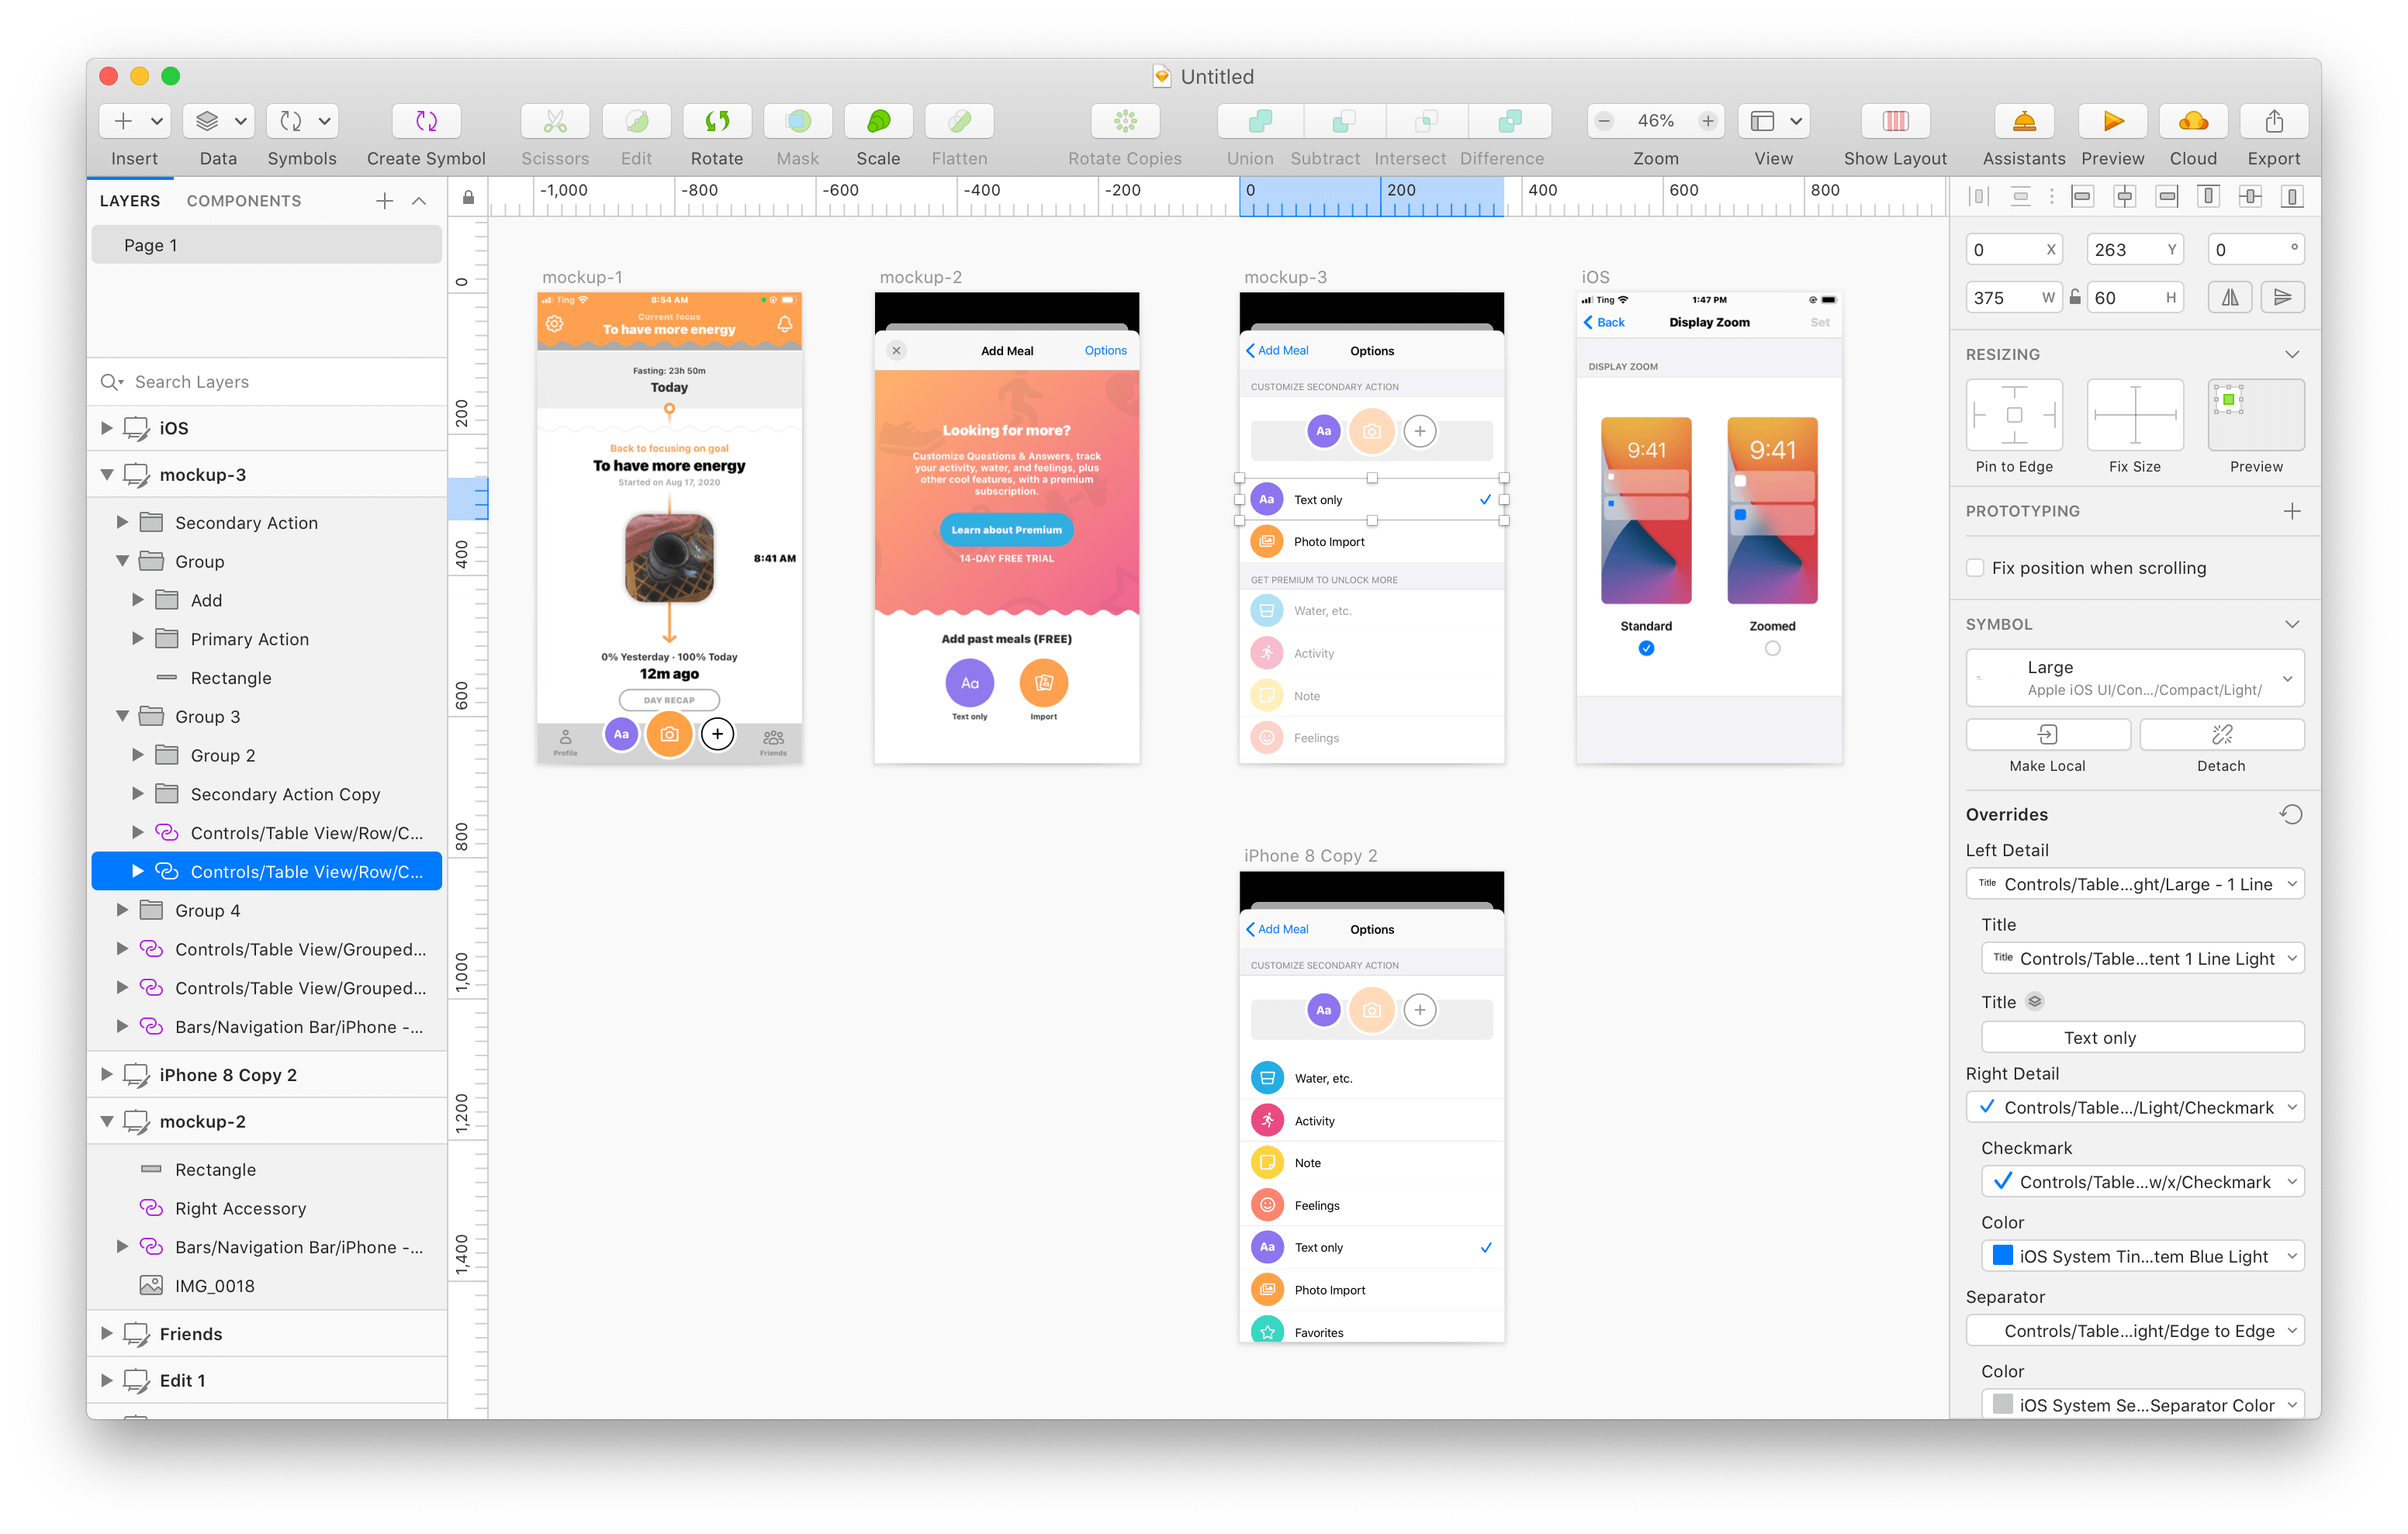 Untitled
Insert
Data
Symbols
Create Symbol
Scissors
Edit
Rotate
Mask
Scale
Flatten
Rotate Copies
Union
Subtract
Intersect
Difference
46%
Zoom
View
Show Layout
Assistants
Preview
Cloud
Export
LAYERS COMPONENTS
Page 1
Search Layers
iOS
mockup-3
Secondary Action
Group
Add
Primary Action
Rectangle
Group 3
Group 2
Secondary Action Copy
Controls/Table View/Row/C...
Controls/Table View/Row/C...
Group 4
Controls/Table View/Grouped...
Controls/Table View/Grouped...
Bars/Navigation Bar/iPhone -...
iPhone 8 Copy 2
mockup-2
Rectangle
Right Accessory
Bars/Navigation Bar/iPhone -...
IMG_0018
Friends
Edit 1
-1,000 -800 -600 -400 -200 0 200 400 600 800
0
200
400
600
800
1,000
1,200
1,400
mockup-1
Ting 8:54 AM
Current focus
To have more energy
Fasting: 23h 50m
Today
Back to focusing on goal
To have more energy
Started on Aug 17, 2020
8:41 AM
0% Yesterday · 100% Today
12m ago
DAY RECAP
Profile
Aa
Friends
mockup-2
Add Meal
Options
Looking for more?
Customize Questions & Answers, track
your activity, water, and feelings, plus
other cool features, with a premium
subscription.
Learn about Premium
14-DAY FREE TRIAL
Add past meals (FREE)
Aa
Text only
Import
mockup-3
Add Meal
Options
CUSTOMIZE SECONDARY ACTION
Aa
Aa Text only
Photo Import
GET PREMIUM TO UNLOCK MORE
Water, etc.
Activity
Note
Feelings
iOS
Ting 1:47 PM
Back
Display Zoom
Set
DISPLAY ZOOM
9:41
9:41
Standard
Zoomed
iPhone 8 Copy 2
Add Meal
Options
CUSTOMIZE SECONDARY ACTION
Aa
Water, etc.
Activity
Note
Feelings
Aa Text only
Photo Import
Favorites
0 X 263 Y 0 °
375 W 60 H
RESIZING
Pin to Edge
Fix Size
Preview
PROTOTYPING
Fix position when scrolling
SYMBOL
Large
Apple iOS UI/Con.../Compact/Light/
Make Local
Detach
Overrides
Left Detail
Title Controls/Table...ght/Large - 1 Line
Title
Title Controls/Table...tent 1 Line Light
Title
Text only
Right Detail
Controls/Table.../Light/Checkmark
Checkmark
Controls/Table...w/x/Checkmark
Color
iOS System Tin...tem Blue Light
Separator
Controls/Table...ight/Edge to Edge
Color
iOS System Se...Separator Color